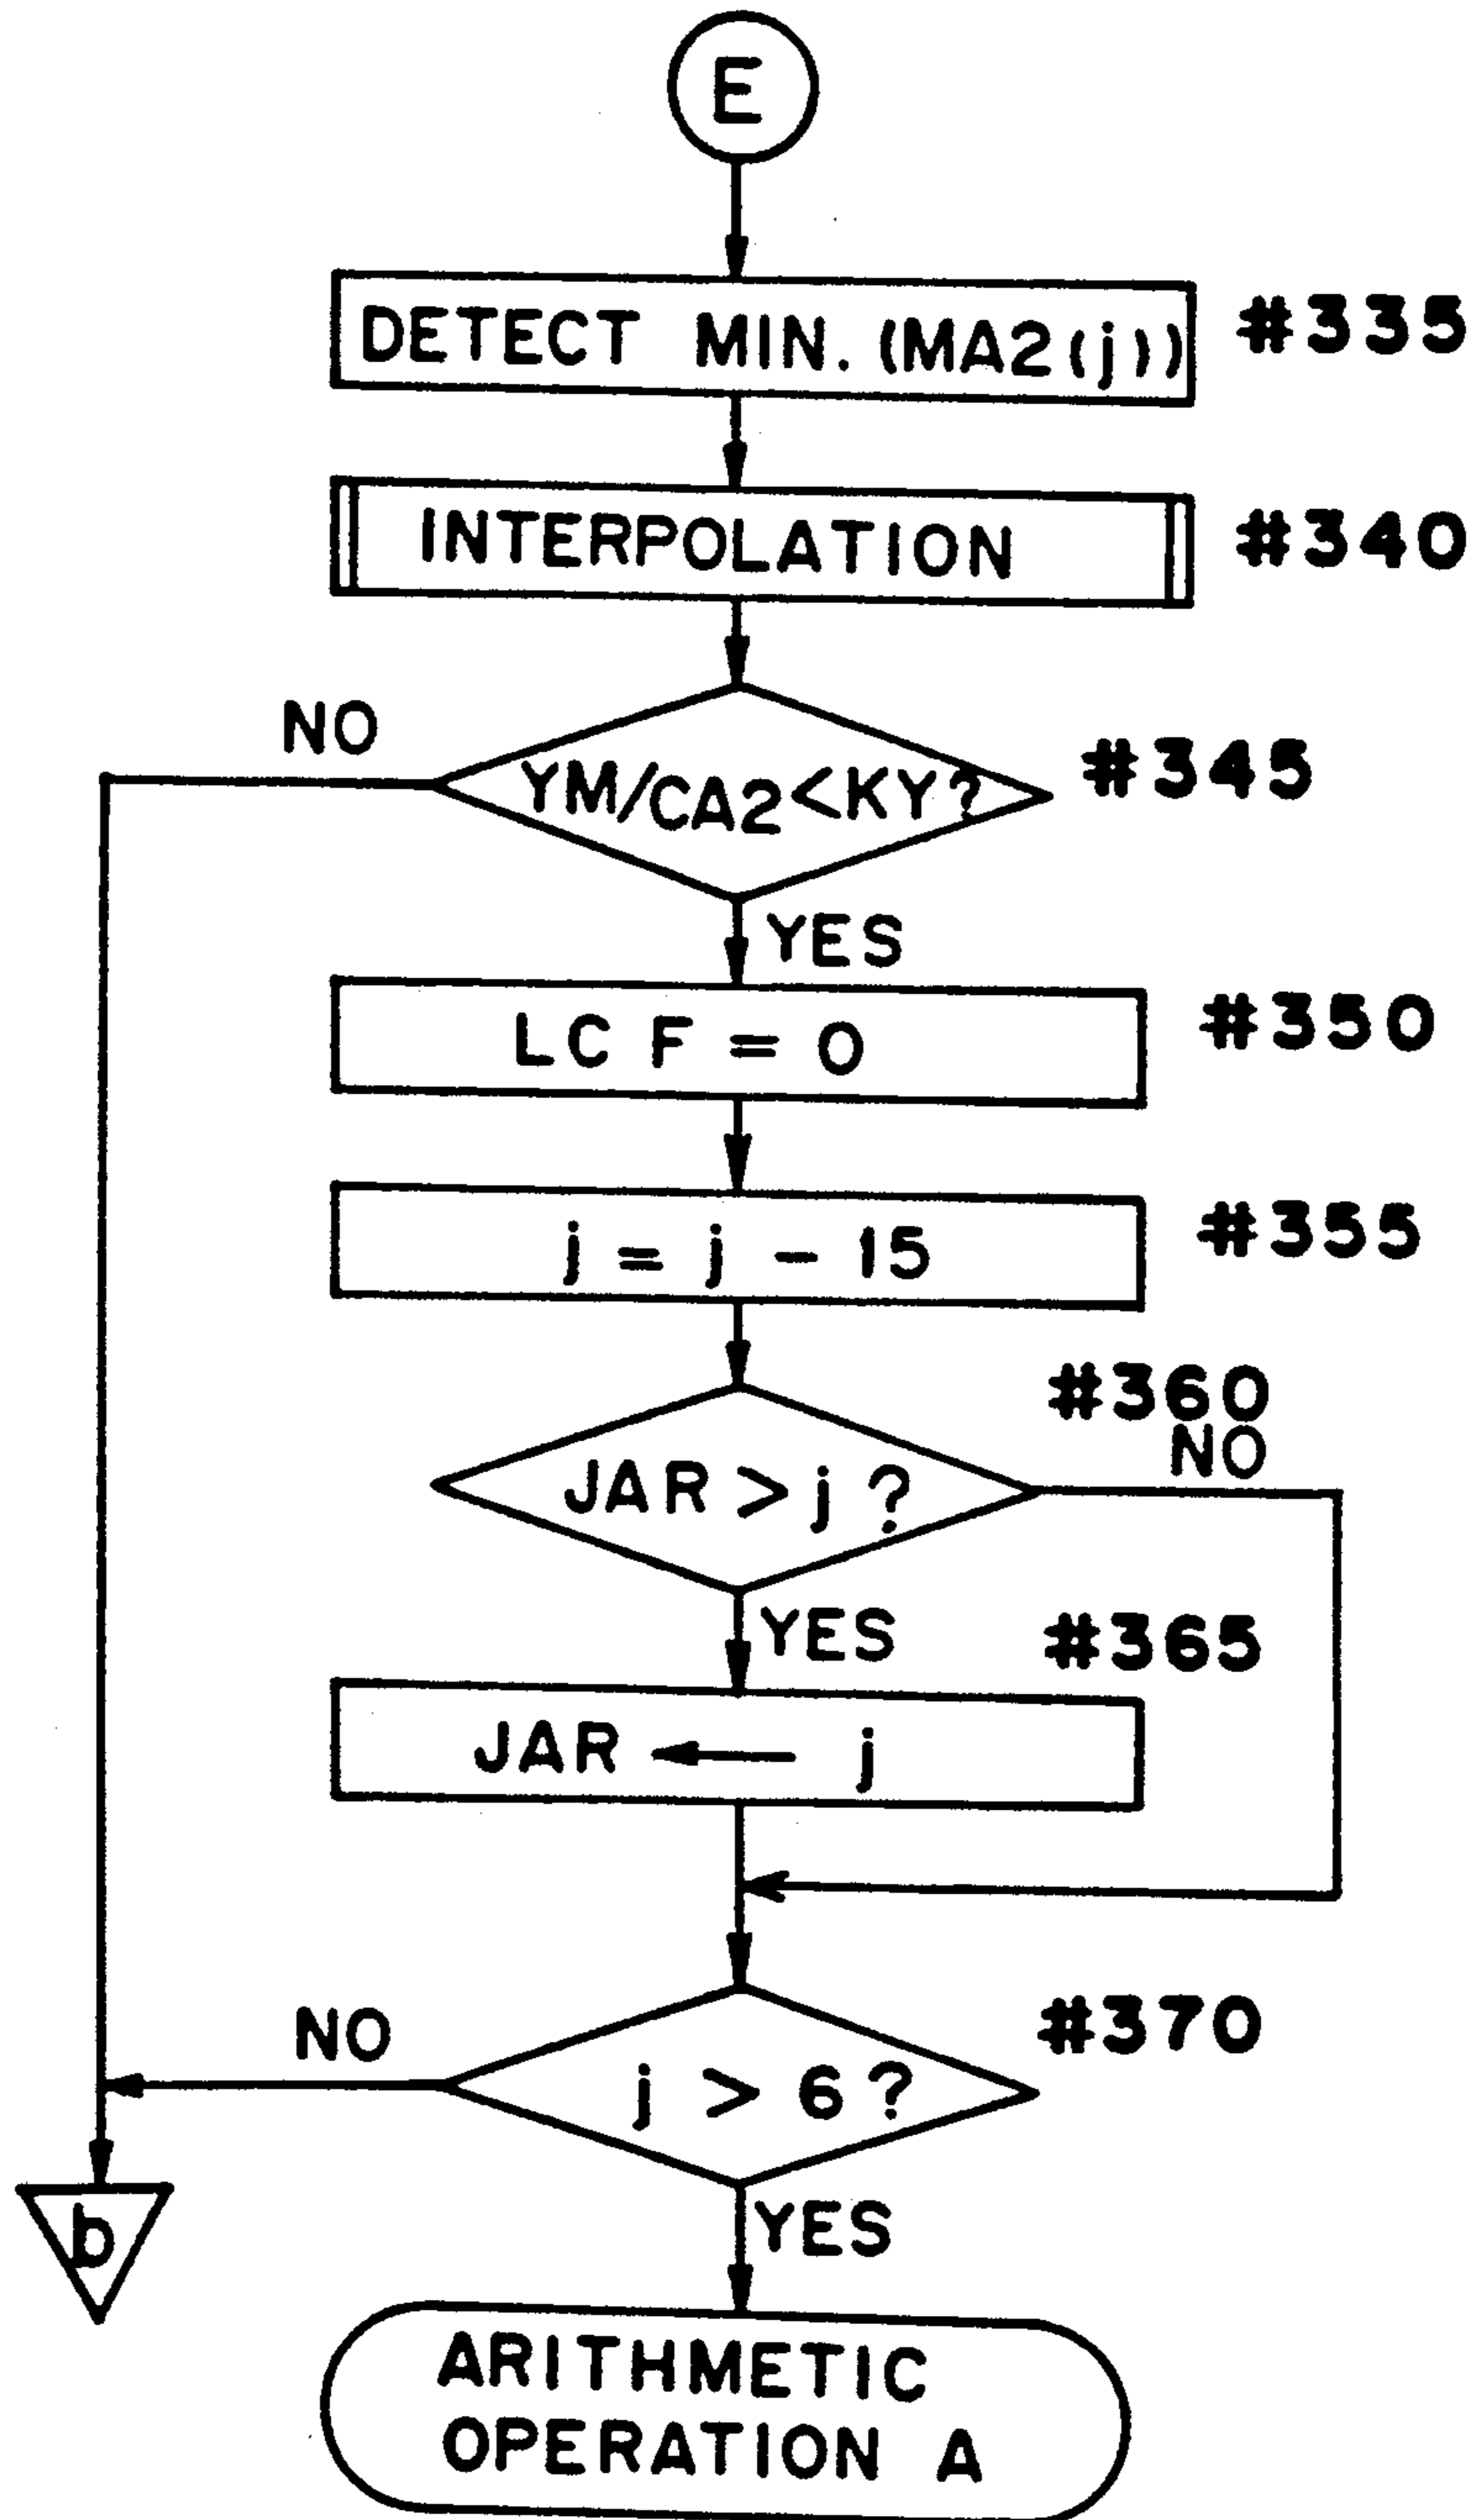 E
DETECT MIN. (MA2(j)) #335
INTERPOLATION #340
NO
YM/CA2<KY? #345
YES
LCF = 0 #350
j = j - 15 #355
#360
NO
JAR > j ?
YES #365
JAR ← j
NO #370
j > 6 ?
b
YES
ARITHMETIC
OPERATION A